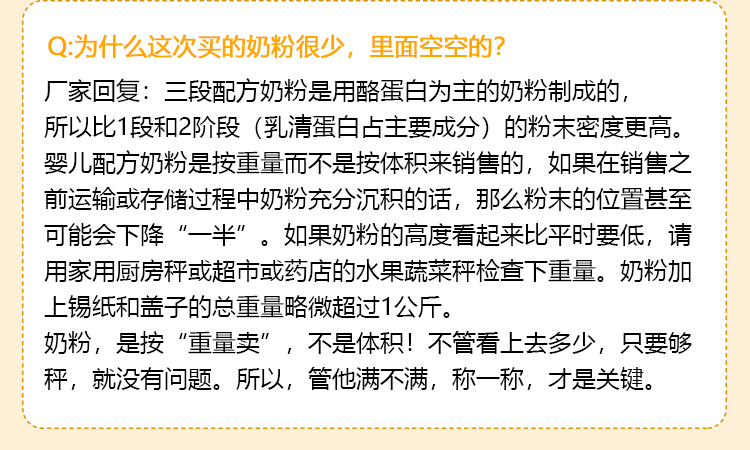 Q:为什么这次买的奶粉很少，里面空空的？
厂家回复：三段配方奶粉是用酪蛋白为主的奶粉制成的，
所以比1段和2阶段（乳清蛋白占主要成分）的粉末密度更高。
婴儿配方奶粉是按重量而不是按体积来销售的，如果在销售之
前运输或存储过程中奶粉充分沉积的话，那么粉末的位置甚至
可能会下降“一半”。如果奶粉的高度看起来比平时要低，请
用家用厨房秤或超市或药店的水果蔬菜秤检查下重量。奶粉加
上锡纸和盖子的总重量略微超过1公斤。
奶粉，是按“重量卖”，不是体积！不管看上去多少，只要够
秤，就没有问题。所以，管他满不满，称一称，才是关键。